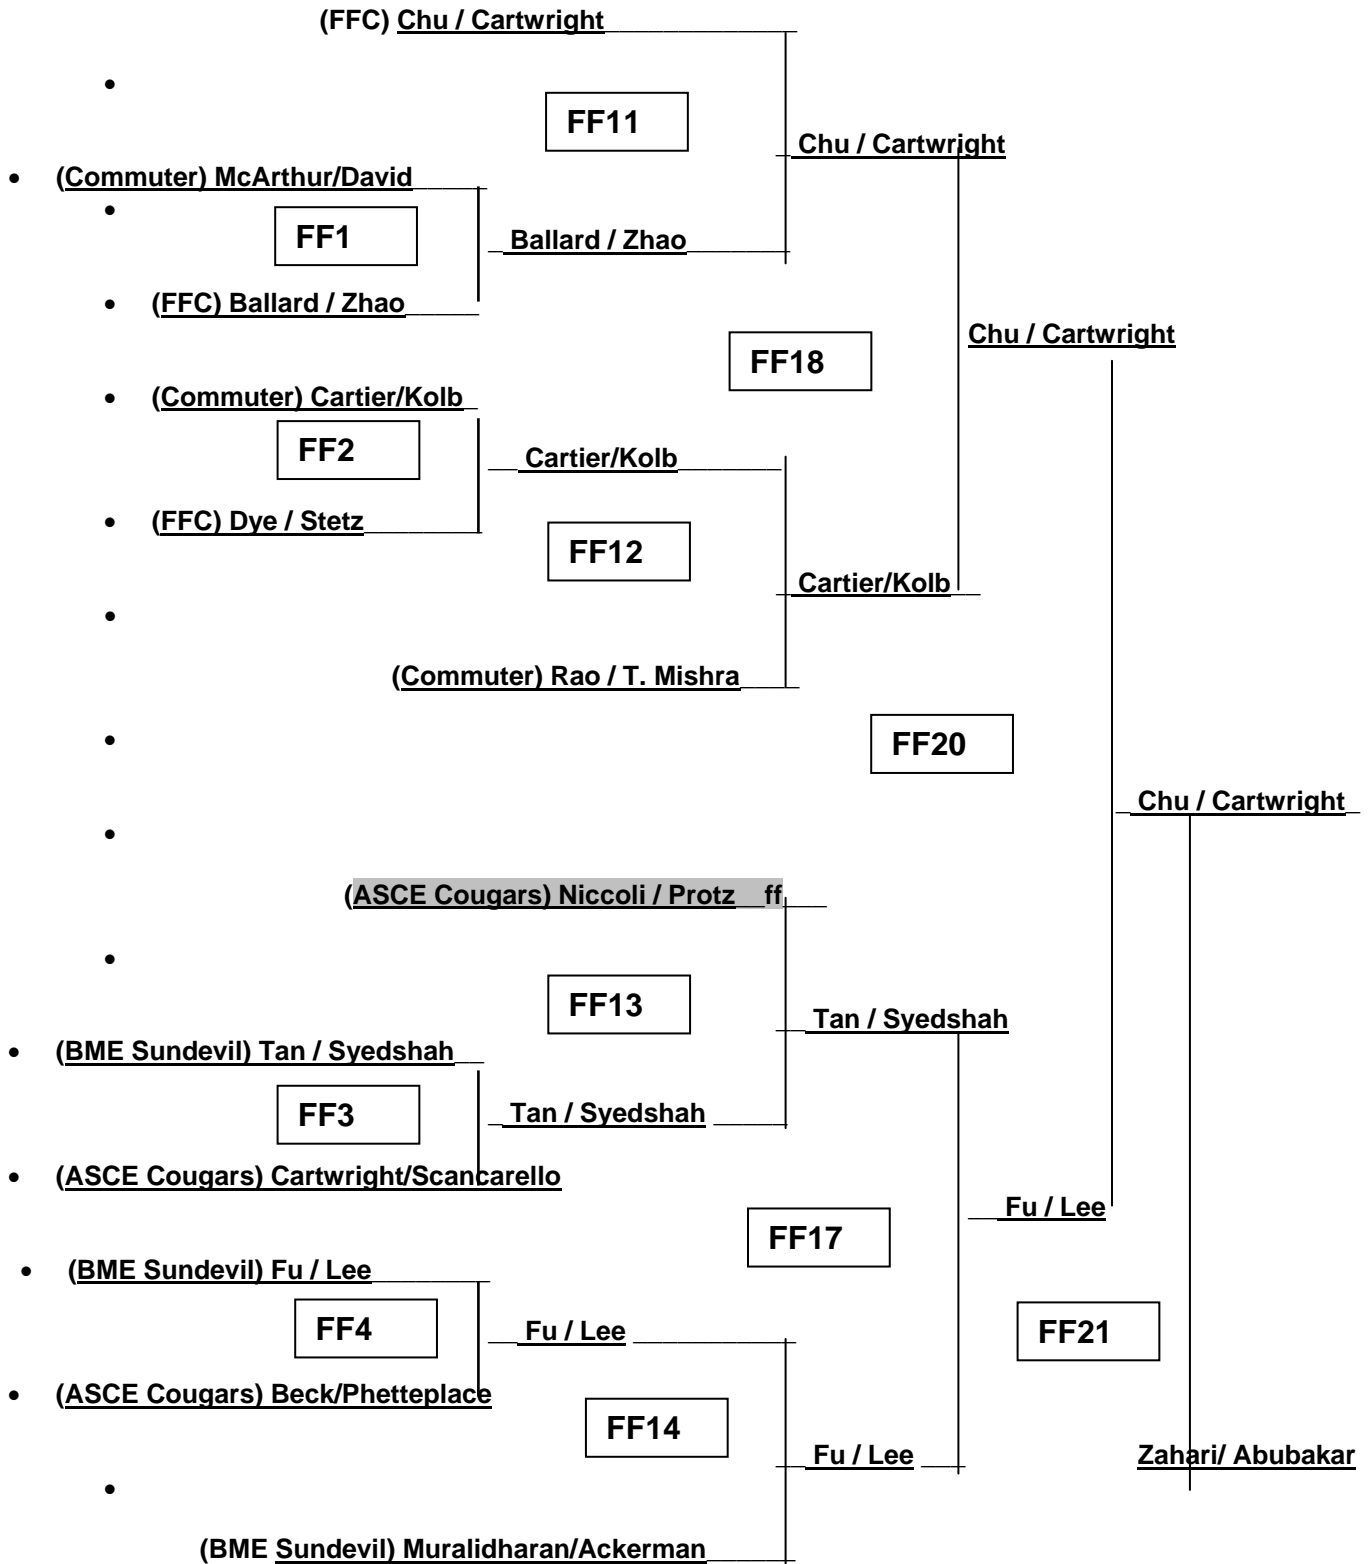 (FFC) Chu / Cartwright
FF11
Chu / Cartwright
(Commuter) McArthur/David
FF1
Ballard / Zhao
(FFC) Ballard / Zhao
Chu / Cartwright
FF18
(Commuter) Cartier/Kolb
FF2
Cartier/Kolb
(FFC) Dye / Stetz
FF12
Cartier/Kolb
(Commuter) Rao / T. Mishra
FF20
Chu / Cartwright
(ASCE Cougars) Niccoli / Protz ff
FF13
Tan / Syedshah
(BME Sundevil) Tan / Syedshah
FF3
Tan / Syedshah
(ASCE Cougars) Cartwright/Scancarello
Fu / Lee
FF17
(BME Sundevil) Fu / Lee
FF4
Fu / Lee
FF21
(ASCE Cougars) Beck/Phetteplace
FF14
Fu / Lee
Zahari/ Abubakar
(BME Sundevil) Muralidharan/Ackerman